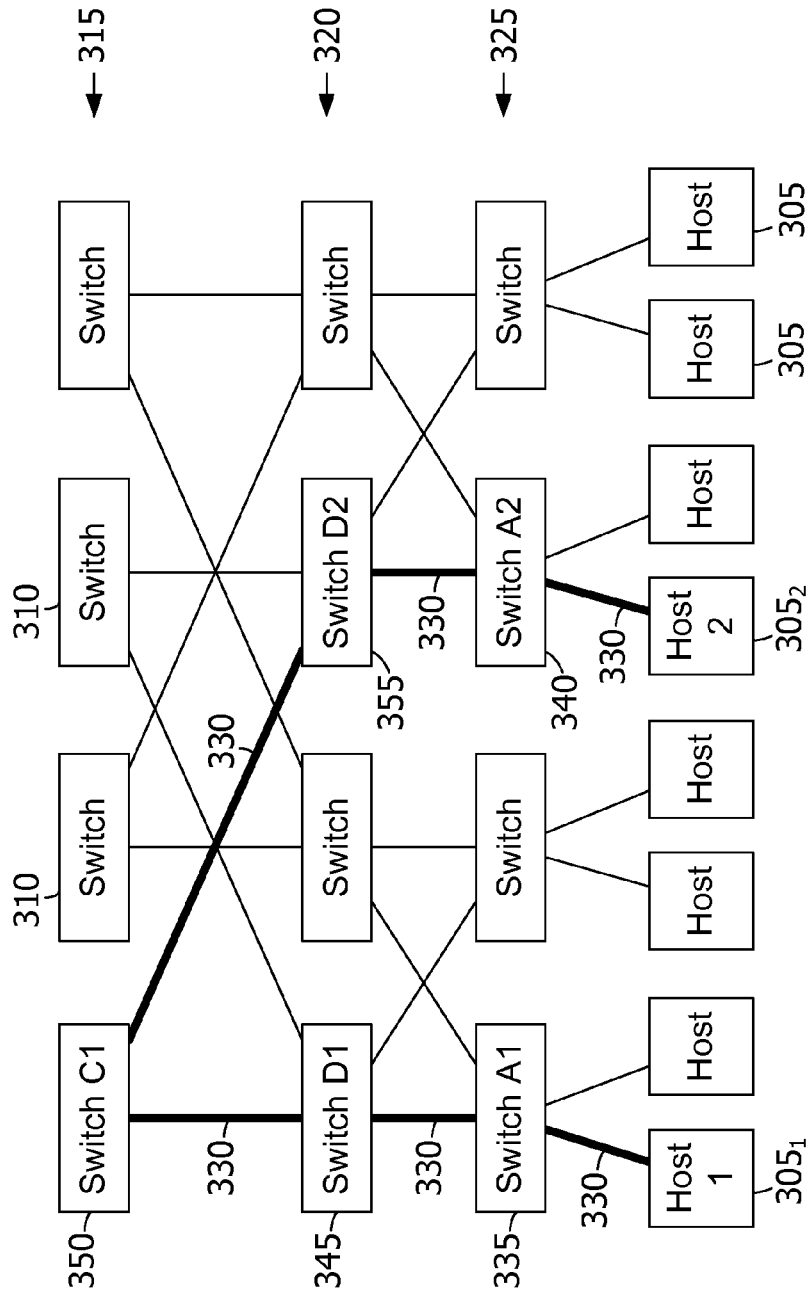 310
310
Switch C1
Switch
Switch
Switch
315
350
330
330
Switch D1
Switch
Switch D2
Switch
320
345
355
330
330
Switch A1
Switch
Switch A2
Switch
325
335
340
330
330
Host
1
Host
Host
Host
Host
2
Host
Host
Host
305₁
305₂
305
305